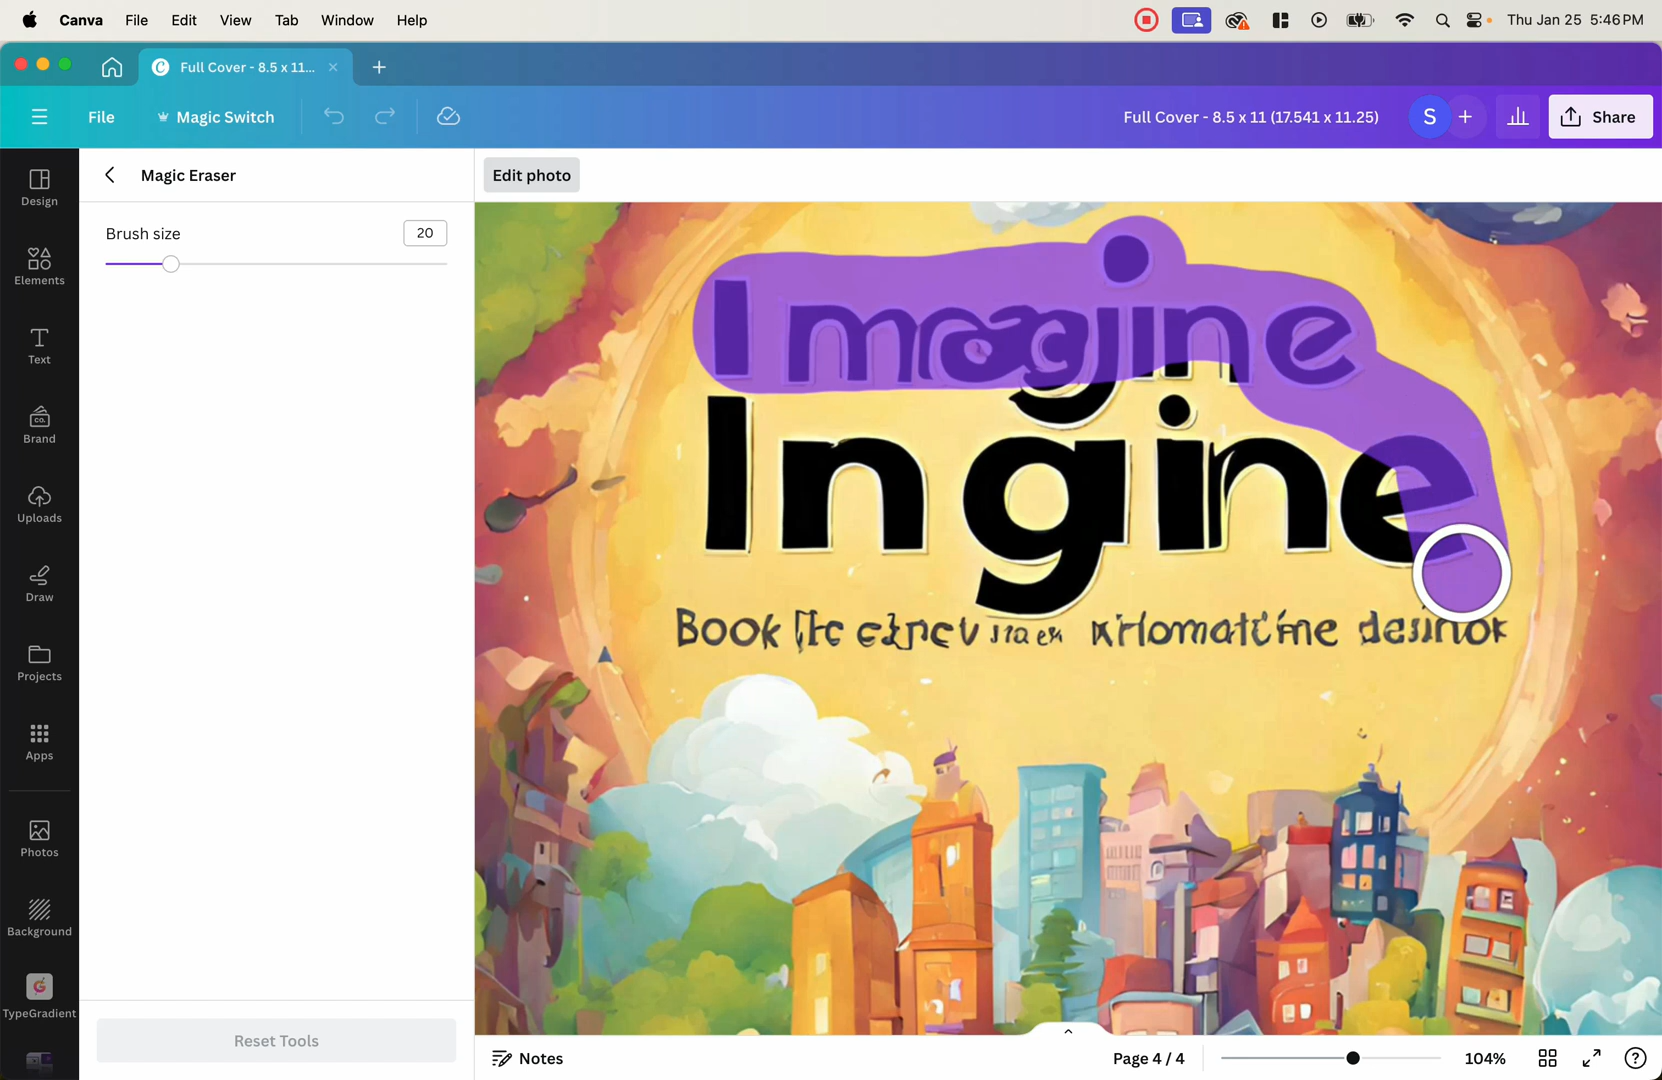 Canva File Edit View Tab Window Help Thu Jan 25 5:46 PM
Full Cover - 8.5 x 11...
File Magic Switch Full Cover - 8.5 x 11 (17.541 x 11.25) S Share
Design
Elements
Text
CO.
Brand
Uploads
Draw
Projects
Apps
Photos
Background
TypeGradient
Magic Eraser
Brush size 20
Reset Tools
Edit photo
Imagine
Ingine
Book
Notes Page 4 / 4 104%